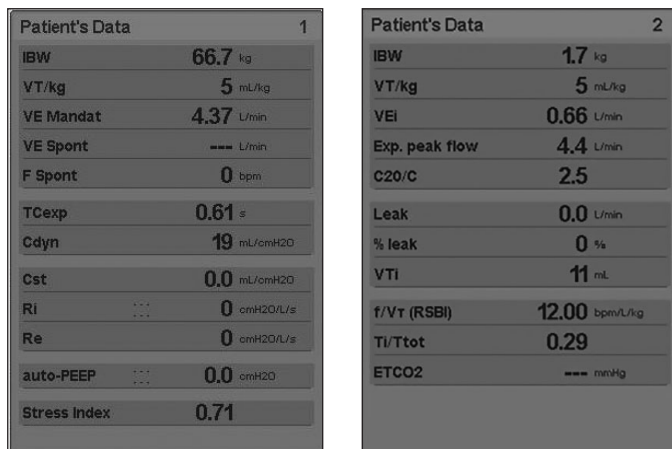 Patient's Data 1
IBW 66.7 kg
VT/kg 5 mL/kg
VE Mandat 4.37 L/min
VE Spont --- L/min
F Spont 0 bpm
TCexp 0.61 s
Cdyn 19 mL/cmH2O
Cst 0.0 mL/cmH2O
Ri 0 cmH2O/L/s
Re 0 cmH2O/L/s
auto-PEEP 0.0 cmH2O
Stress Index 0.71
Patient's Data 2
IBW 1.7 kg
VT/kg 5 mL/kg
VEi 0.66 L/min
Exp. peak flow 4.4 L/min
C20/C 2.5
Leak 0.0 L/min
% leak 0 %
VTi 11 mL
f/VT (RSBI) 12.00 bpm/L/kg
Ti/Ttot 0.29
ETCO2 --- mmHg